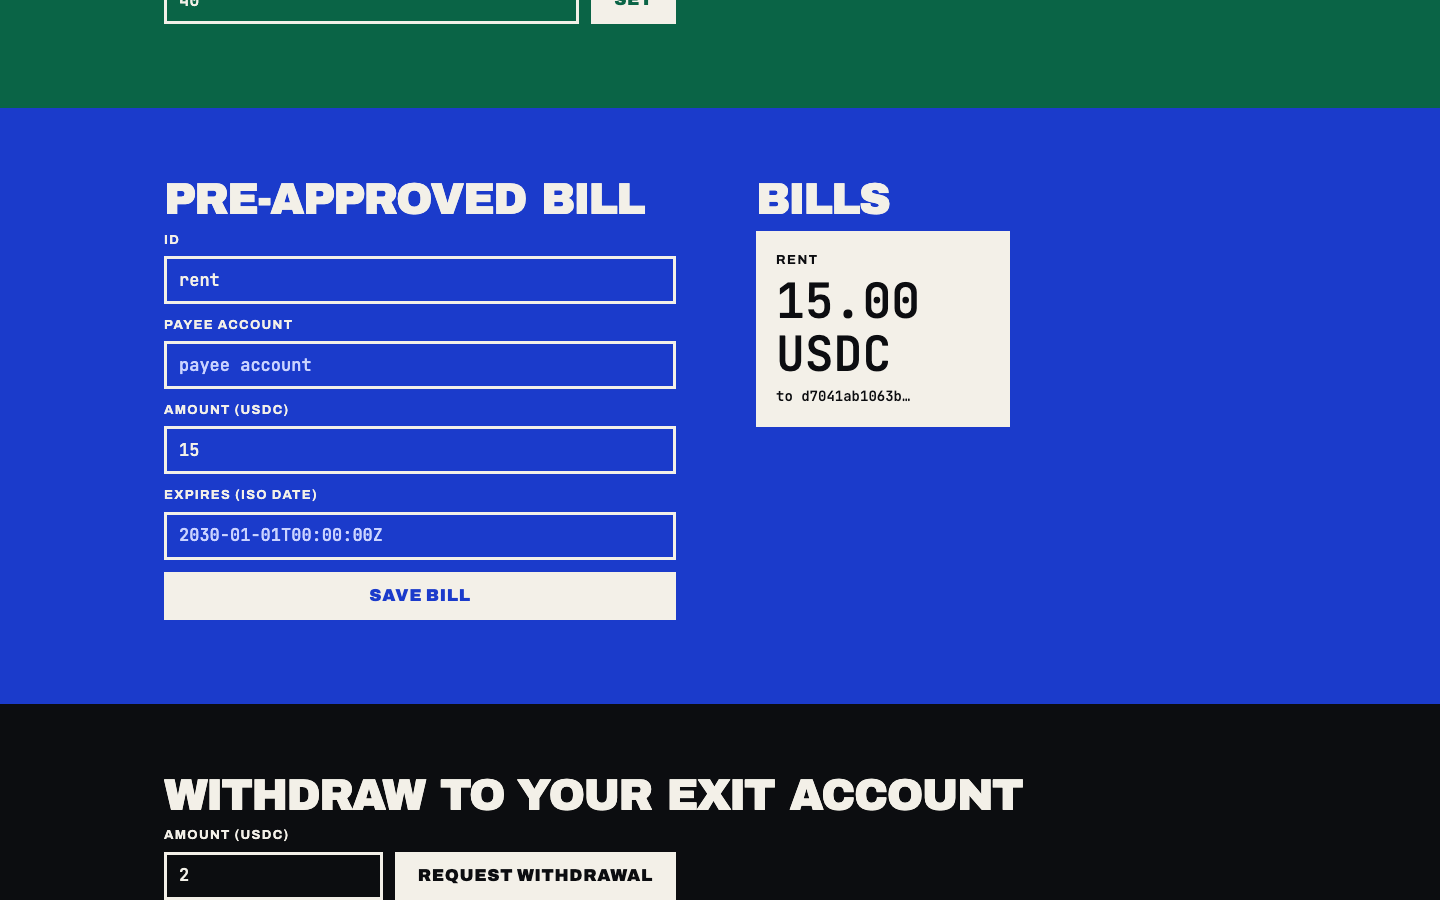 40
SET
PRE-APPROVED BILL
ID
rent
PAYEE ACCOUNT
payee account
AMOUNT (USDC)
15
EXPIRES (ISO DATE)
2030-01-01T00:00:00Z
SAVE BILL
BILLS
RENT
15.00
USDC
to d7041ab1063b…
WITHDRAW TO YOUR EXIT ACCOUNT
AMOUNT (USDC)
2
REQUEST WITHDRAWAL